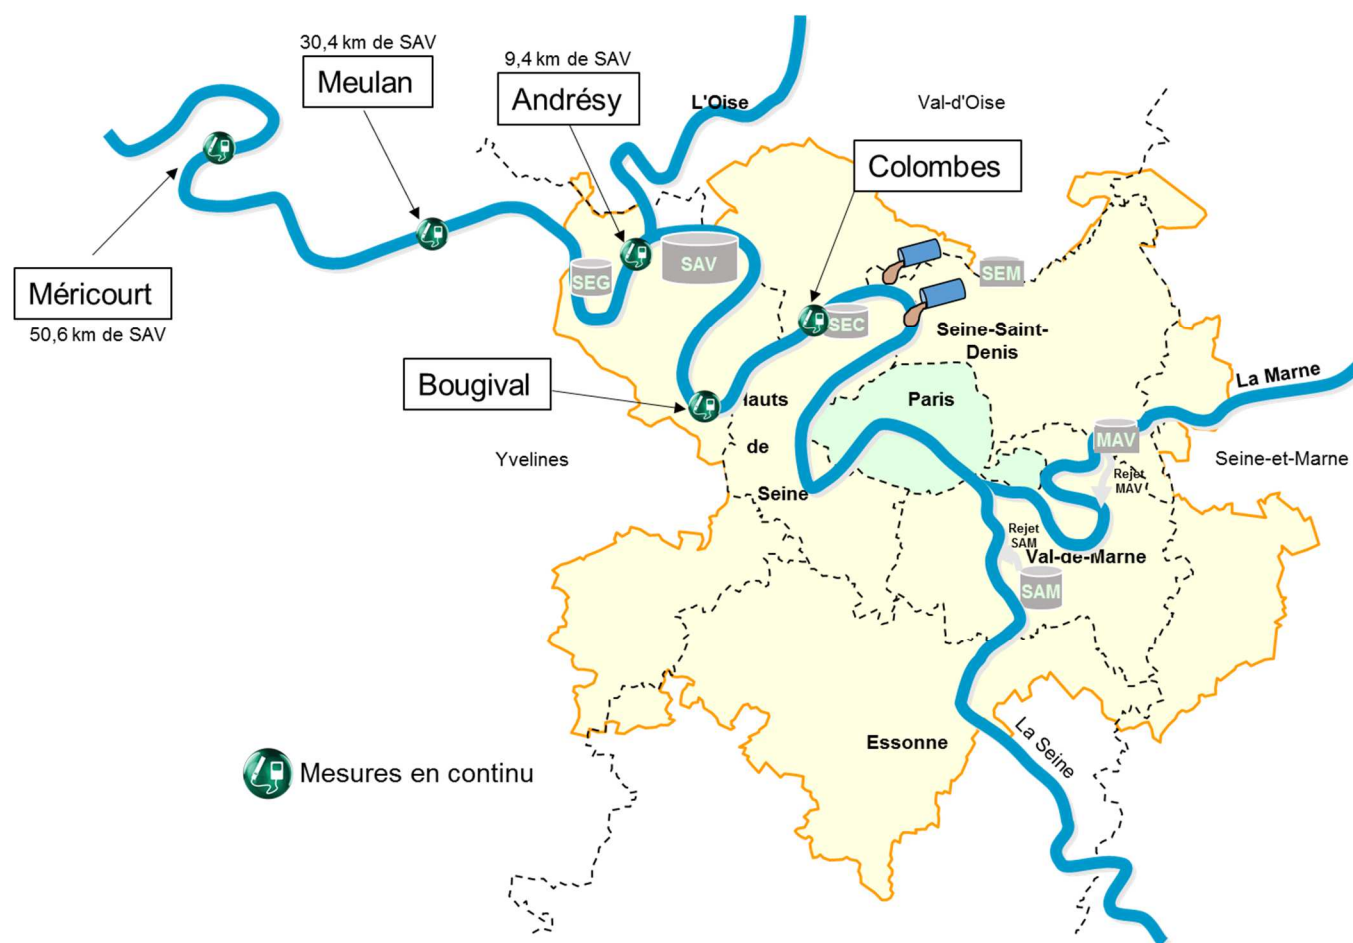 30,4 km de SAV
Meulan
9,4 km de SAV
Andrésy
L'Oise
Val-d'Oise
Colombes
Méricourt
50,6 km de SAV
SEG
SAV
SEM
SEC
Seine-Saint-
Denis
Bougival
La Marne
Hauts
de
Seine
Paris
MAV
Rejet
MAV
Yvelines
Seine-et-Marne
Rejet
SAM
Val-de-Marne
SAM
Essonne
La Seine
Mesures en continu